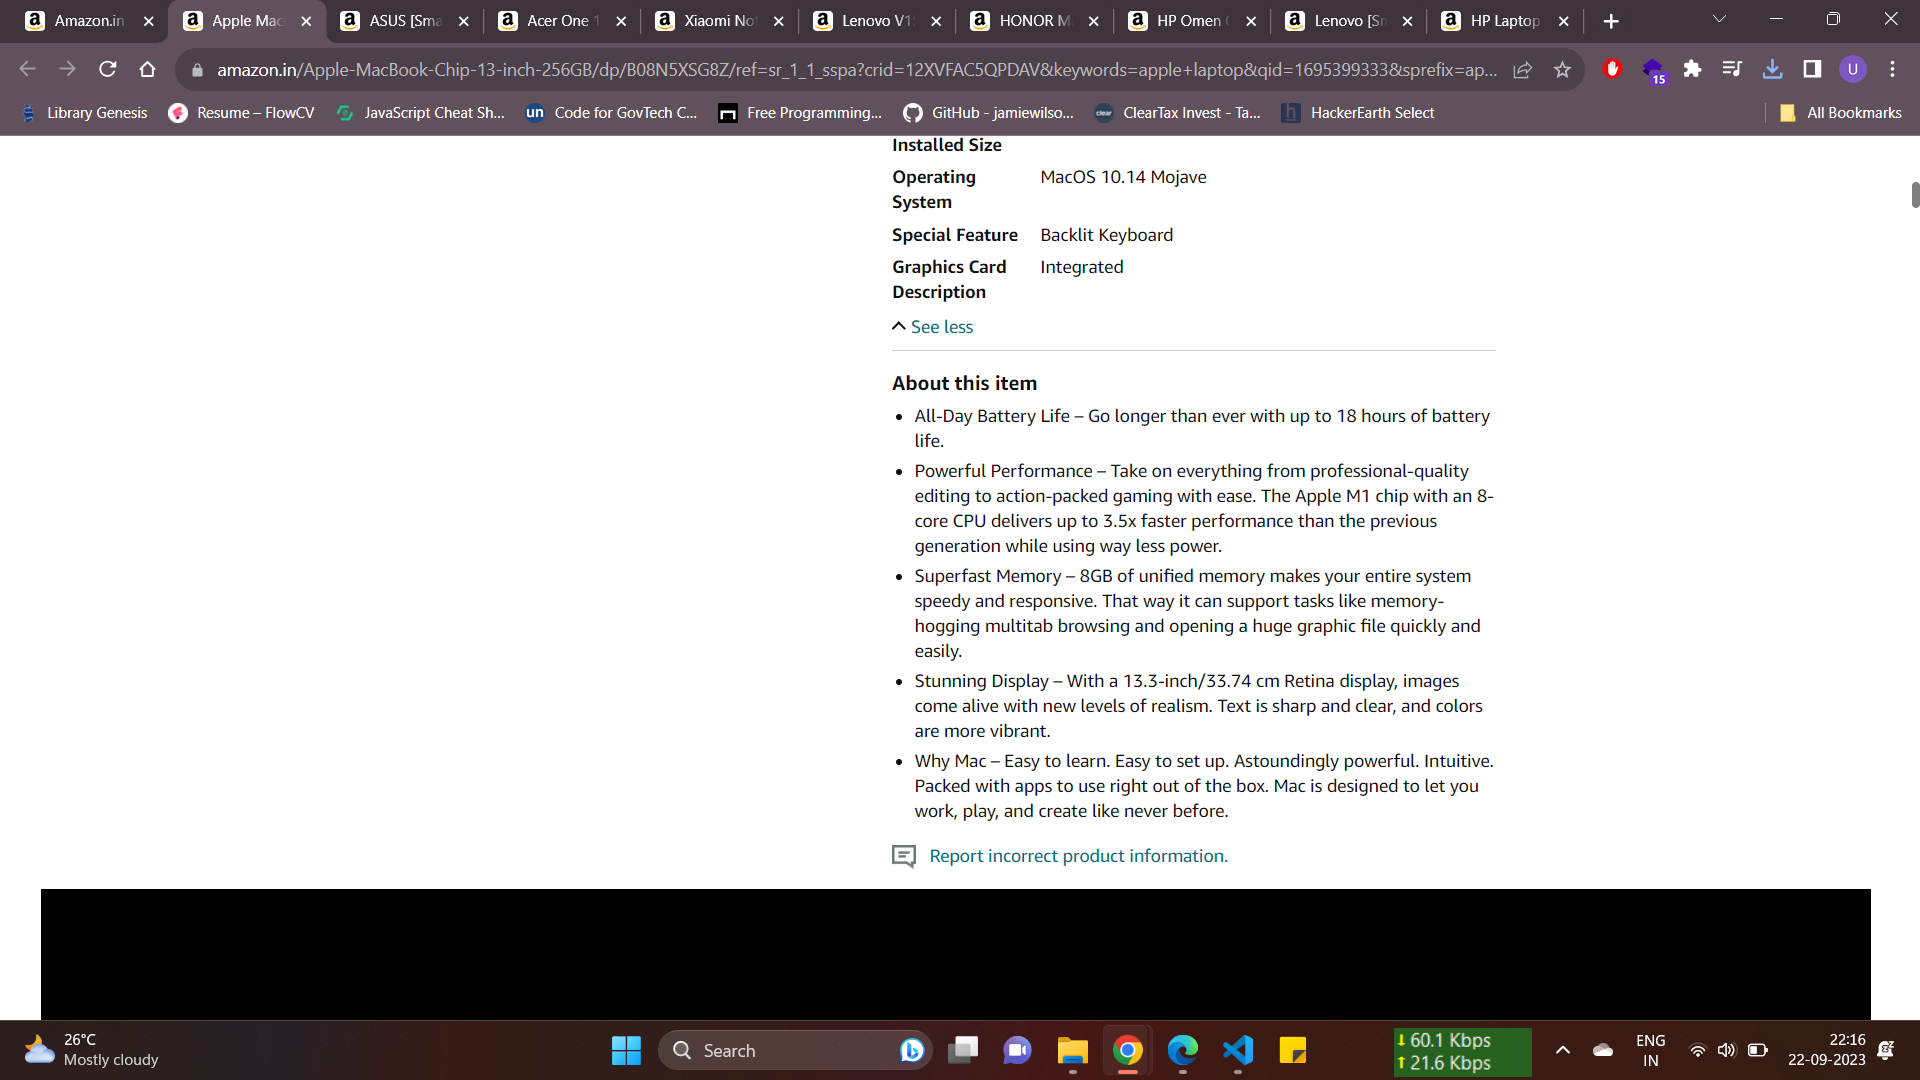 Amazon.in
Apple Mac
ASUS [Sma
Acer One 1
Xiaomi Not
Lenovo V15
HONOR M
HP Omen
Lenovo [Sm
HP Laptop
amazon.in/Apple-MacBook-Chip-13-inch-256GB/dp/B08N5XSG8Z/ref=sr_1_1_sspa?crid=12XVFAC5QPDAV&keywords=apple+laptop&qid=1695399333&sprefix=ap...
15
U
Library Genesis
Resume – FlowCV
JavaScript Cheat Sh...
un
Code for GovTech C...
Free Programming...
GitHub - jamiewilso...
clear
ClearTax Invest - Ta...
h
HackerEarth Select
All Bookmarks
Installed Size
Operating System
MacOS 10.14 Mojave
Special Feature
Backlit Keyboard
Graphics Card Description
Integrated
See less
About this item
• All-Day Battery Life – Go longer than ever with up to 18 hours of battery
life.
• Powerful Performance – Take on everything from professional-quality
editing to action-packed gaming with ease. The Apple M1 chip with an 8-
core CPU delivers up to 3.5x faster performance than the previous
generation while using way less power.
• Superfast Memory – 8GB of unified memory makes your entire system
speedy and responsive. That way it can support tasks like memory-
hogging multitab browsing and opening a huge graphic file quickly and
easily.
• Stunning Display – With a 13.3-inch/33.74 cm Retina display, images
come alive with new levels of realism. Text is sharp and clear, and colors
are more vibrant.
• Why Mac – Easy to learn. Easy to set up. Astoundingly powerful. Intuitive.
Packed with apps to use right out of the box. Mac is designed to let you
work, play, and create like never before.
Report incorrect product information.
26°C
Mostly cloudy
Search
60.1 Kbps
21.6 Kbps
ENG
IN
22:16
22-09-2023